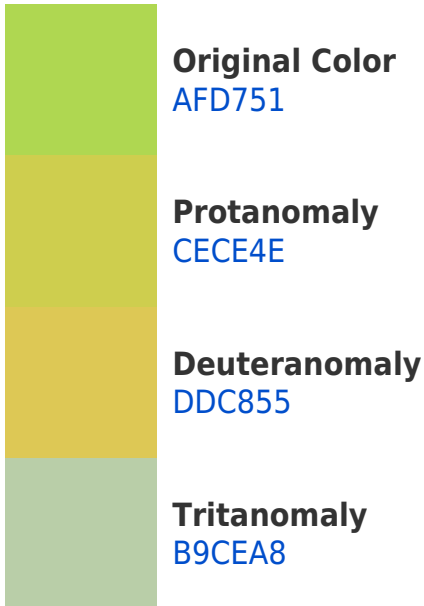 Original Color
AFD751
Protanomaly
CECE4E
Deuteranomaly
DDC855
Tritanomaly
B9CEA8